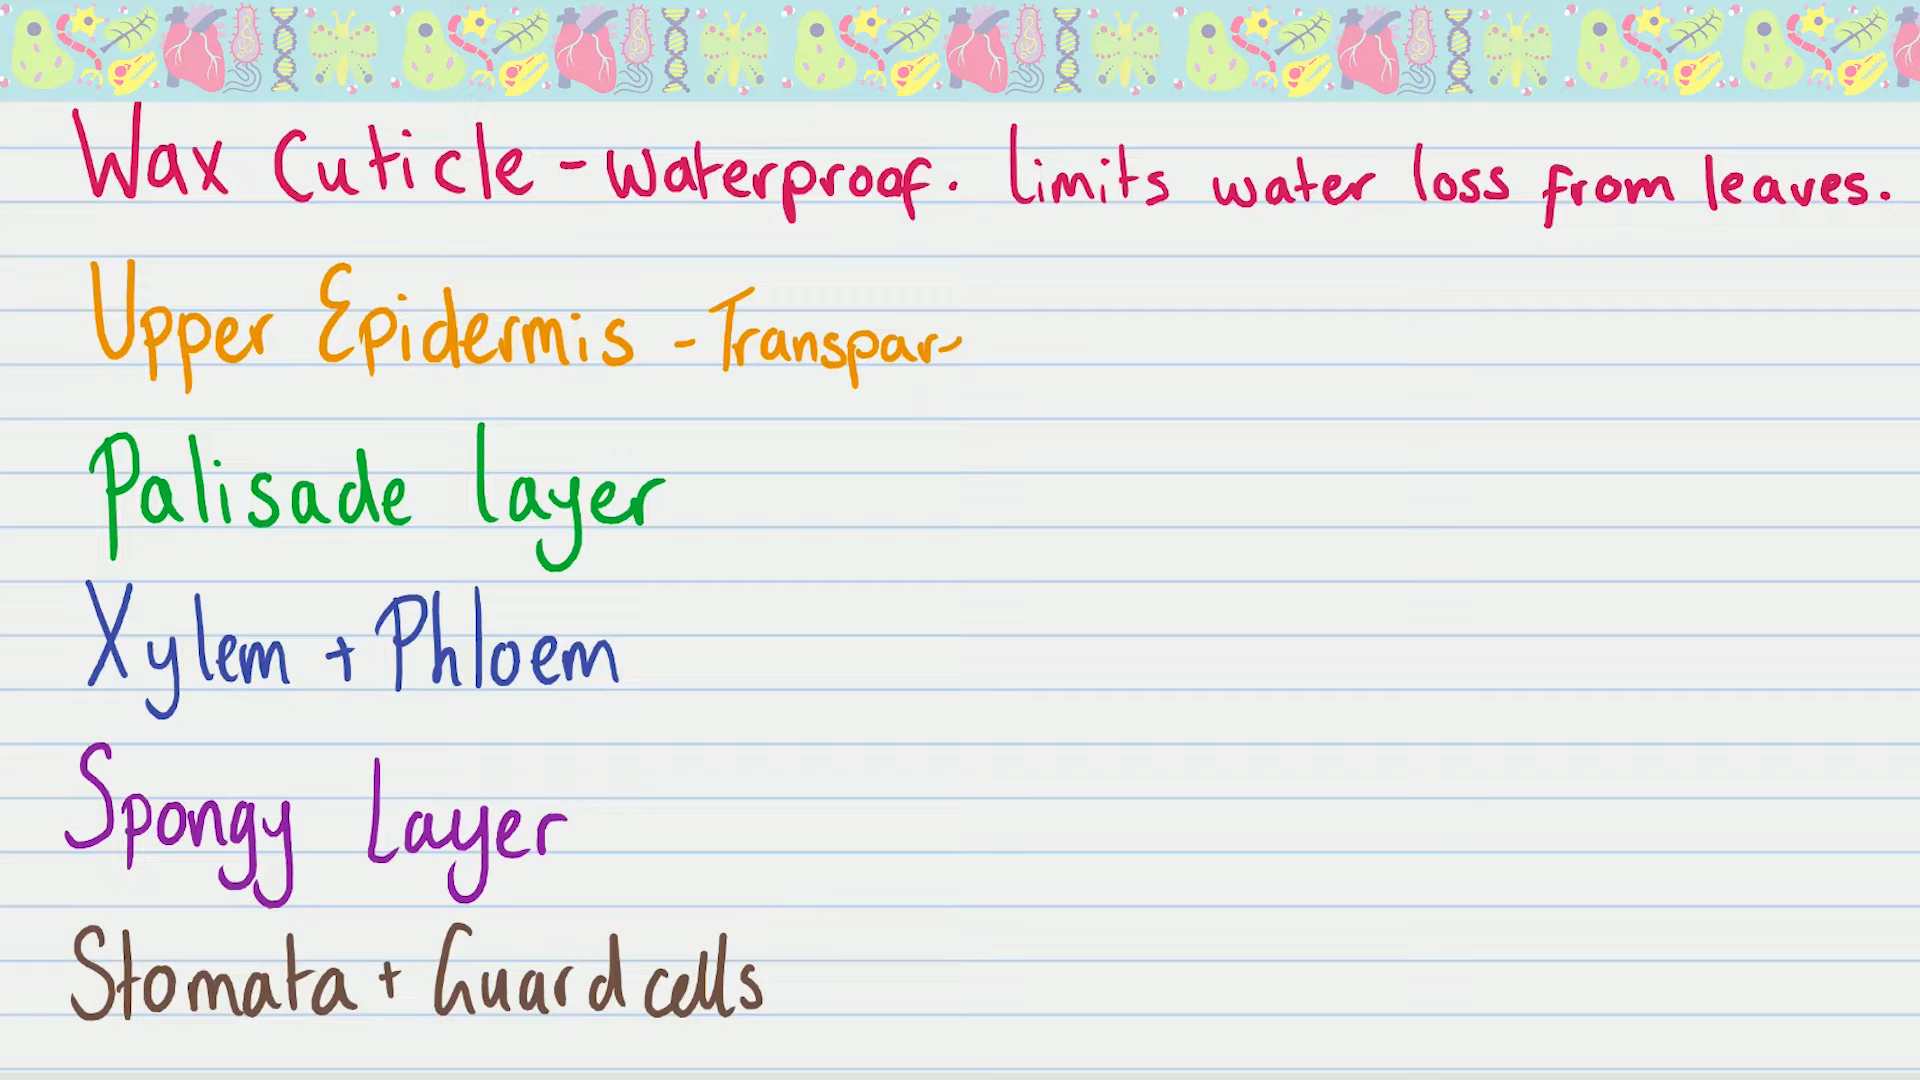 Wax Cuticle - waterproof. Limits water loss from leaves.
Upper Epidermis - Transpar
Palisade layer
Xylem + Phloem
Spongy Layer
Stomata + Guard cells